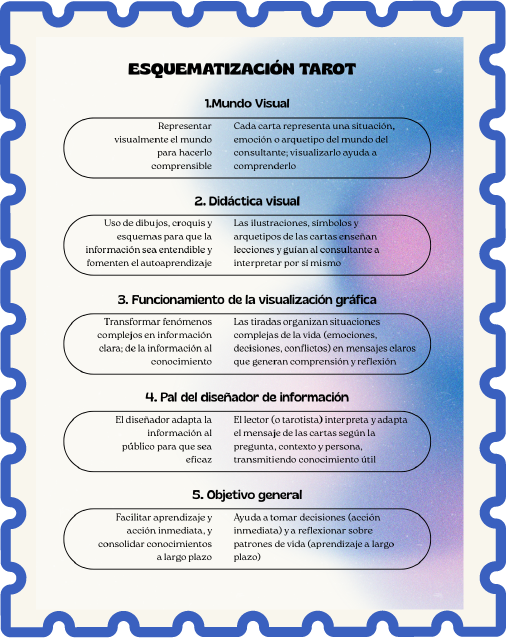 ESQUEMATIZACIÓN TAROT
1.Mundo Visual
Representar
visualmente el mundo
para hacerlo
comprensible
Cada carta representa una situación,
emoción o arquetipo del mundo del
consultante; visualizarlo ayuda a
comprenderlo
2. Didáctica visual
Uso de dibujos, croquis y
esquemas para que la
información sea entendible y
fomenten el autoaprendizaje
Las ilustraciones, símbolos y
arquetipos de las cartas enseñan
lecciones y guían al consultante a
interpretar por sí mismo
3. Funcionamiento de la visualización gráfica
Transformar fenómenos
complejos en información
clara; de la información al
conocimiento
Las tiradas organizan situaciones
complejas de la vida (emociones,
decisiones, conflictos) en mensajes claros
que generan comprensión y reflexión
4. Pal del diseñador de información
El diseñador adapta la
información al
público para que sea
eficaz
El lector (o tarotista) interpreta y adapta
el mensaje de las cartas según la
pregunta, contexto y persona,
transmitiendo conocimiento útil
5. Objetivo general
Facilitar aprendizaje y
acción inmediata, y
consolidar conocimientos
a largo plazo
Ayuda a tomar decisiones (acción
inmediata) y a reflexionar sobre
patrones de vida (aprendizaje a largo
plazo)